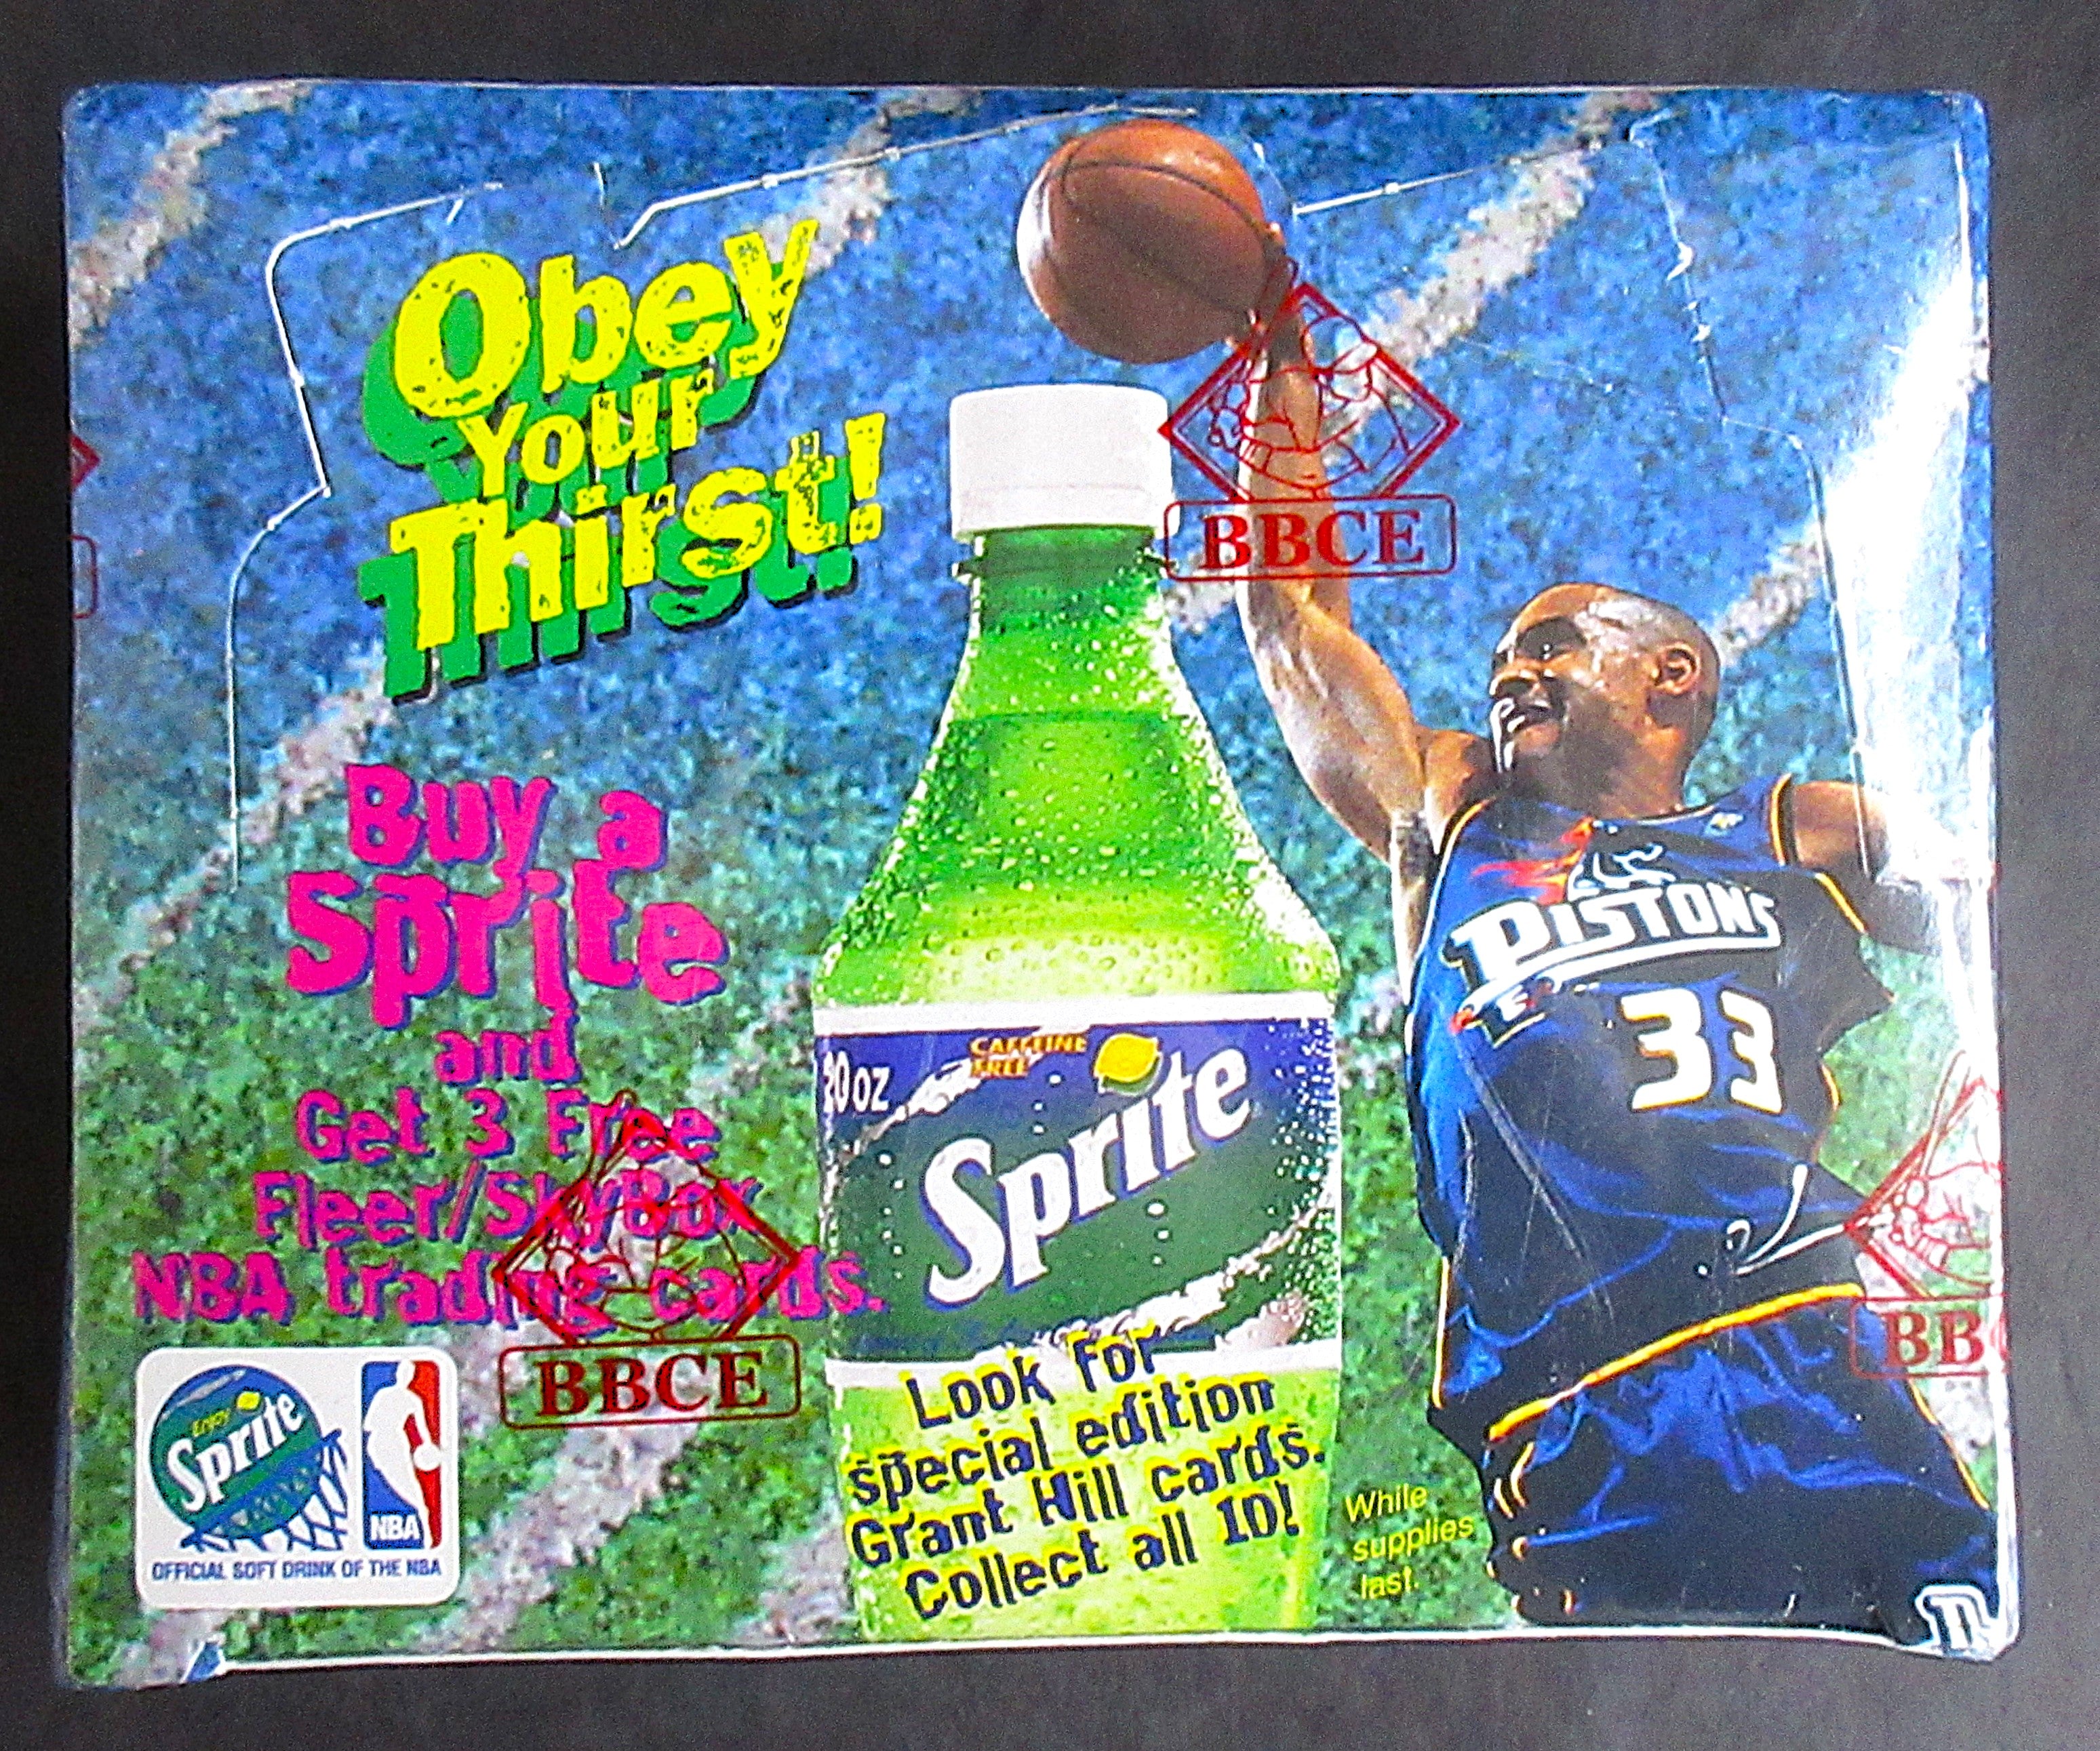 Obey
Your
Thirst!
BBCE
Buy a
Sprite
and
Get 3 Free
Fleer/SkyBox
NBA trading cards.
BBCE
PISTONS
33
20 OZ
CAFFEINE
FREE
Sprite
Look for
special edition
Grant Hill cards.
Collect all 10!
While
supplies
last.
BB
Enjoy
Sprite
NBA
OFFICIAL SOFT DRINK OF THE NBA